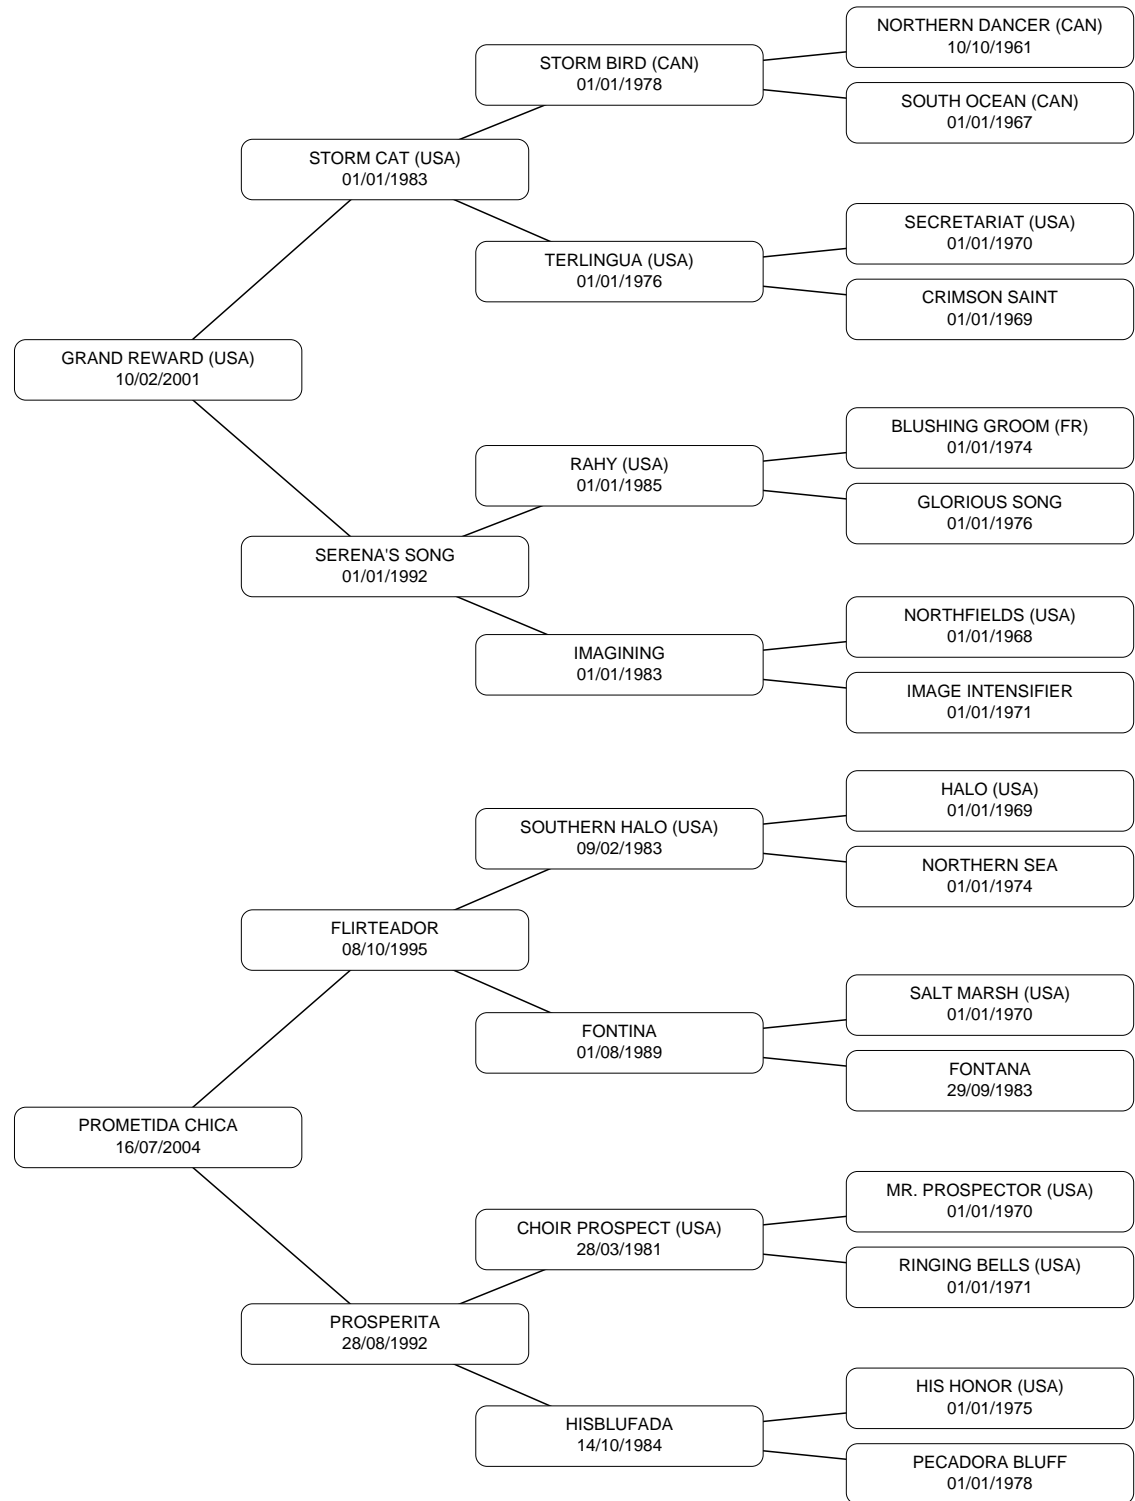 NORTHERN DANCER (CAN)
10/10/1961
STORM BIRD (CAN)
01/01/1978
SOUTH OCEAN (CAN)
01/01/1967
STORM CAT (USA)
01/01/1983
SECRETARIAT (USA)
01/01/1970
TERLINGUA (USA)
01/01/1976
CRIMSON SAINT
01/01/1969
GRAND REWARD (USA)
10/02/2001
BLUSHING GROOM (FR)
01/01/1974
RAHY (USA)
01/01/1985
GLORIOUS SONG
01/01/1976
SERENA'S SONG
01/01/1992
NORTHFIELDS (USA)
01/01/1968
IMAGINING
01/01/1983
IMAGE INTENSIFIER
01/01/1971
HALO (USA)
01/01/1969
SOUTHERN HALO (USA)
09/02/1983
NORTHERN SEA
01/01/1974
FLIRTEADOR
08/10/1995
SALT MARSH (USA)
01/01/1970
FONTINA
01/08/1989
FONTANA
29/09/1983
PROMETIDA CHICA
16/07/2004
MR. PROSPECTOR (USA)
01/01/1970
CHOIR PROSPECT (USA)
28/03/1981
RINGING BELLS (USA)
01/01/1971
PROSPERITA
28/08/1992
HIS HONOR (USA)
01/01/1975
HISBLUFADA
14/10/1984
PECADORA BLUFF
01/01/1978